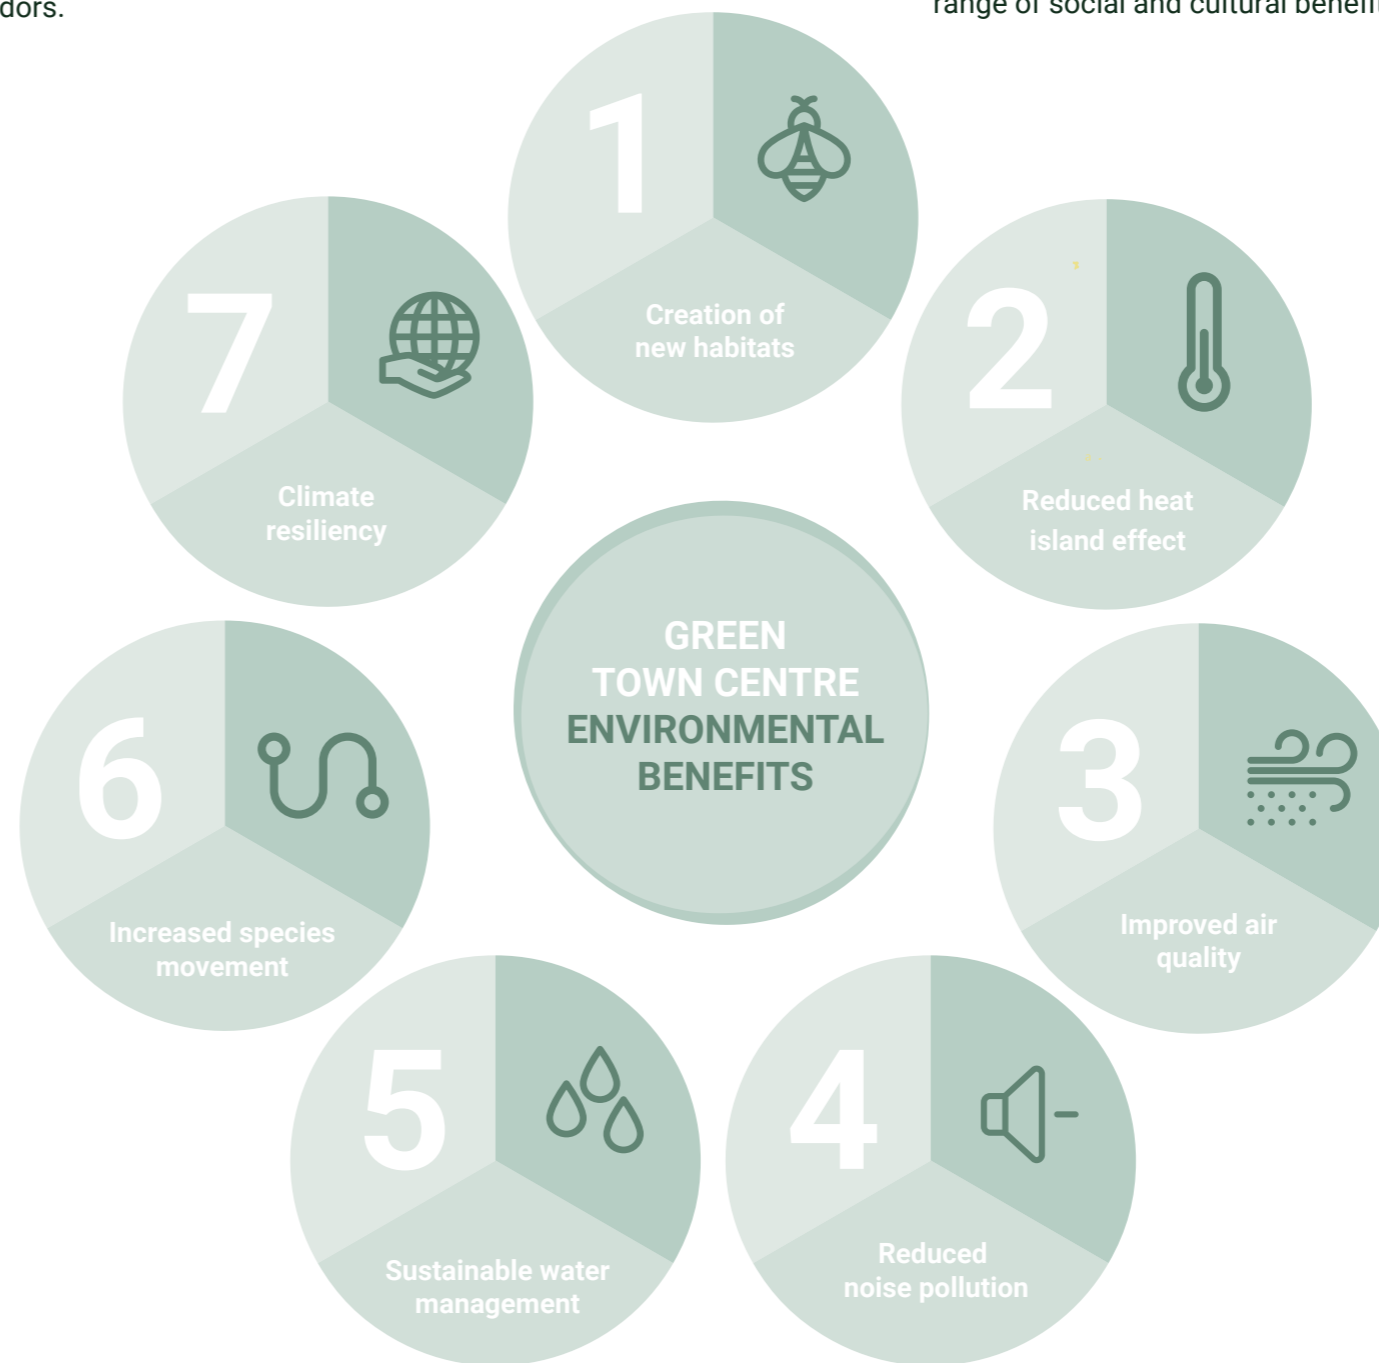 dors.
range of social and cultural benefit
1
Creation of
new habitats
2
Reduced heat
island effect
3
Improved air
quality
4
Reduced
noise pollution
5
Sustainable water
management
6
Increased species
movement
7
Climate
resiliency
GREEN
TOWN CENTRE
ENVIRONMENTAL
BENEFITS